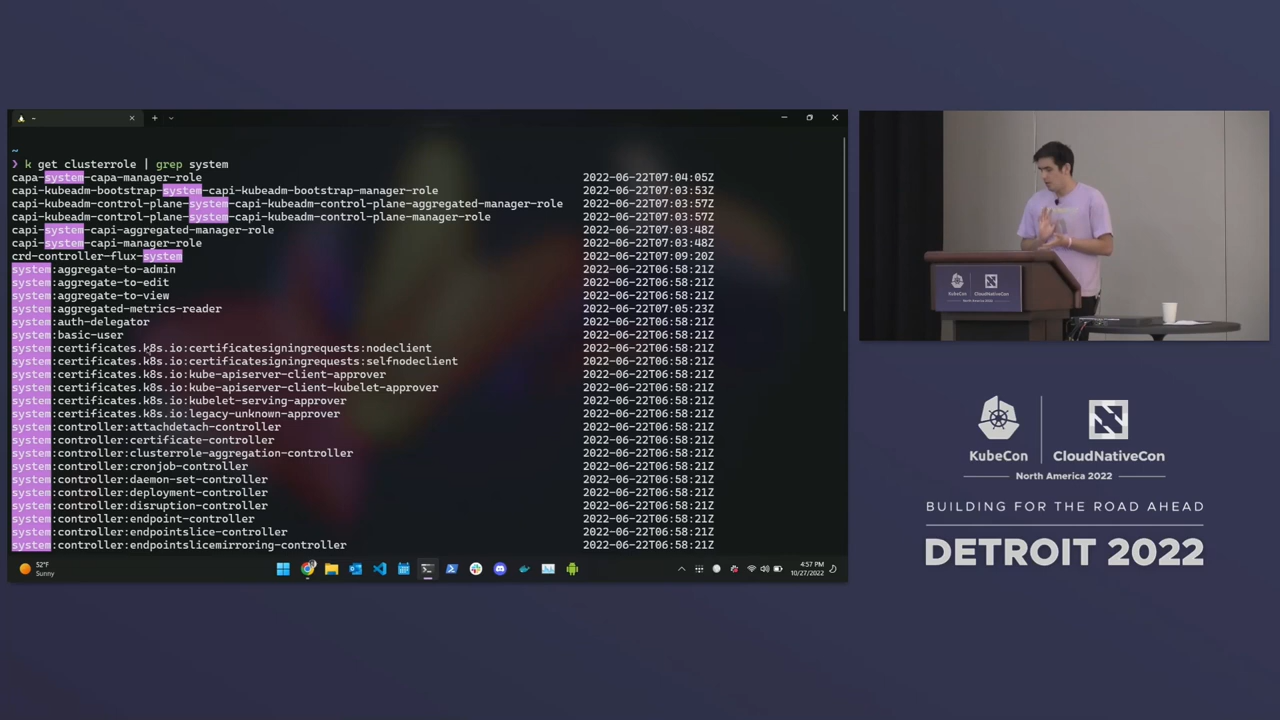 ~
~
❯ k get clusterrole | grep system
capa-system-capa-manager-role 2022-06-22T07:04:05Z
capi-kubeadm-bootstrap-system-capi-kubeadm-bootstrap-manager-role 2022-06-22T07:03:53Z
capi-kubeadm-control-plane-system-capi-kubeadm-control-plane-aggregated-manager-role 2022-06-22T07:03:57Z
capi-kubeadm-control-plane-system-capi-kubeadm-control-plane-manager-role 2022-06-22T07:03:57Z
capi-system-capi-aggregated-manager-role 2022-06-22T07:03:48Z
capi-system-capi-manager-role 2022-06-22T07:03:48Z
crd-controller-flux-system 2022-06-22T07:09:20Z
system:aggregate-to-admin 2022-06-22T06:58:21Z
system:aggregate-to-edit 2022-06-22T06:58:21Z
system:aggregate-to-view 2022-06-22T06:58:21Z
system:aggregated-metrics-reader 2022-06-22T07:05:23Z
system:auth-delegator 2022-06-22T06:58:21Z
system:basic-user 2022-06-22T06:58:21Z
system:certificates.k8s.io:certificatesigningrequests:nodeclient 2022-06-22T06:58:21Z
system:certificates.k8s.io:certificatesigningrequests:selfnodeclient 2022-06-22T06:58:21Z
system:certificates.k8s.io:kube-apiserver-client-approver 2022-06-22T06:58:21Z
system:certificates.k8s.io:kube-apiserver-client-kubelet-approver 2022-06-22T06:58:21Z
system:certificates.k8s.io:kubelet-serving-approver 2022-06-22T06:58:21Z
system:certificates.k8s.io:legacy-unknown-approver 2022-06-22T06:58:21Z
system:controller:attachdetach-controller 2022-06-22T06:58:21Z
system:controller:certificate-controller 2022-06-22T06:58:21Z
system:controller:clusterrole-aggregation-controller 2022-06-22T06:58:21Z
system:controller:cronjob-controller 2022-06-22T06:58:21Z
system:controller:daemon-set-controller 2022-06-22T06:58:21Z
system:controller:deployment-controller 2022-06-22T06:58:21Z
system:controller:disruption-controller 2022-06-22T06:58:21Z
system:controller:endpoint-controller 2022-06-22T06:58:21Z
system:controller:endpointslice-controller 2022-06-22T06:58:21Z
system:controller:endpointslicemirroring-controller 2022-06-22T06:58:21Z
52°F
Sunny
4:57 PM
10/27/2022
KubeCon CloudNativeCon
North America 2022
KubeCon CloudNativeCon
North America 2022
BUILDING FOR THE ROAD AHEAD
DETROIT 2022